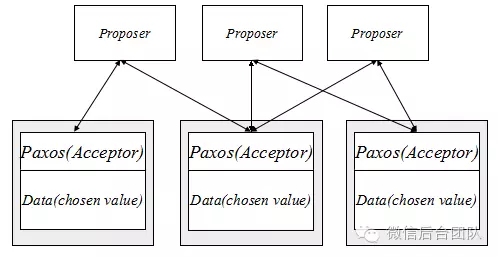 Proposer
Proposer
Proposer
Paxos(Acceptor)
Paxos(Acceptor)
Paxos(Acceptor)
Data(chosen value)
Data(chosen value)
Data(chosen value)
微信后台团队